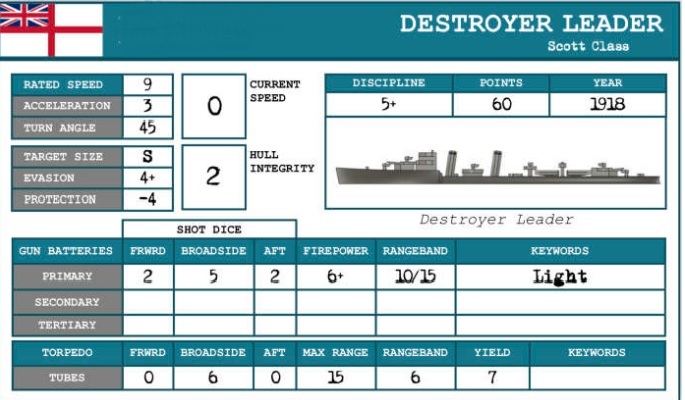 DESTROYER LEADER
Scott Class
RATED SPEED 9
ACCELERATION 3
TURN ANGLE 45
0 CURRENT SPEED
TARGET SIZE S
EVASION 4+
PROTECTION -4
2 HULL INTEGRITY
DISCIPLINE POINTS YEAR
5+ 60 1918
Destroyer Leader
SHOT DICE
GUN BATTERIES FRWRD BROADSIDE AFT FIREPOWER RANGEBAND KEYWORDS
PRIMARY 2 5 2 6+ 10/15 Light
SECONDARY
TERTIARY
TORPEDO FRWRD BROADSIDE AFT MAX RANGE RANGEBAND YIELD KEYWORDS
TUBES 0 6 0 15 6 7